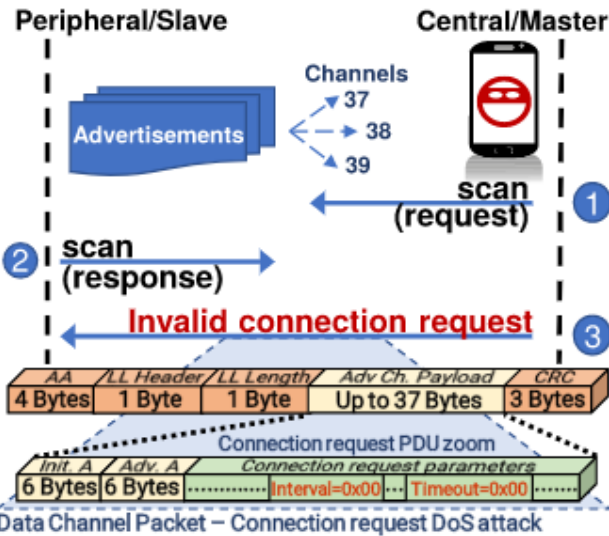 Peripheral/Slave
Central/Master
Channels
Advertisements
37
38
39
scan
(request)
1
2
scan
(response)
Invalid connection request
3
AA LL Header LL Length Adv Ch. Payload CRC
4 Bytes 1 Byte 1 Byte Up to 37 Bytes 3 Bytes
Connection request PDU zoom
Init. A Adv. A Connection request parameters
6 Bytes 6 Bytes Interval=0x00 Timeout=0x00
Data Channel Packet – Connection request DoS attack